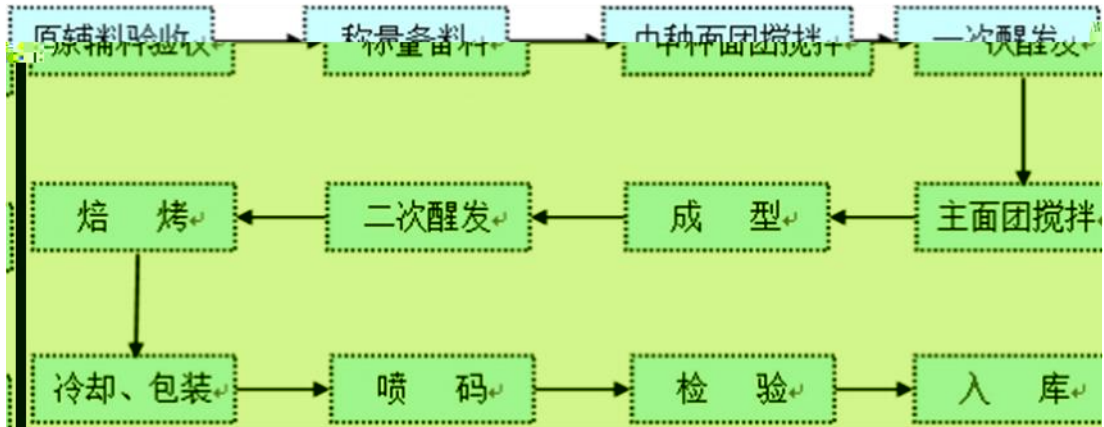 原辅料验收 称量备料 中种面团搅拌 一次醒发
焙 烤 二次醒发 成 型 主面团搅拌
冷却、包装 喷 码 检 验 入 库